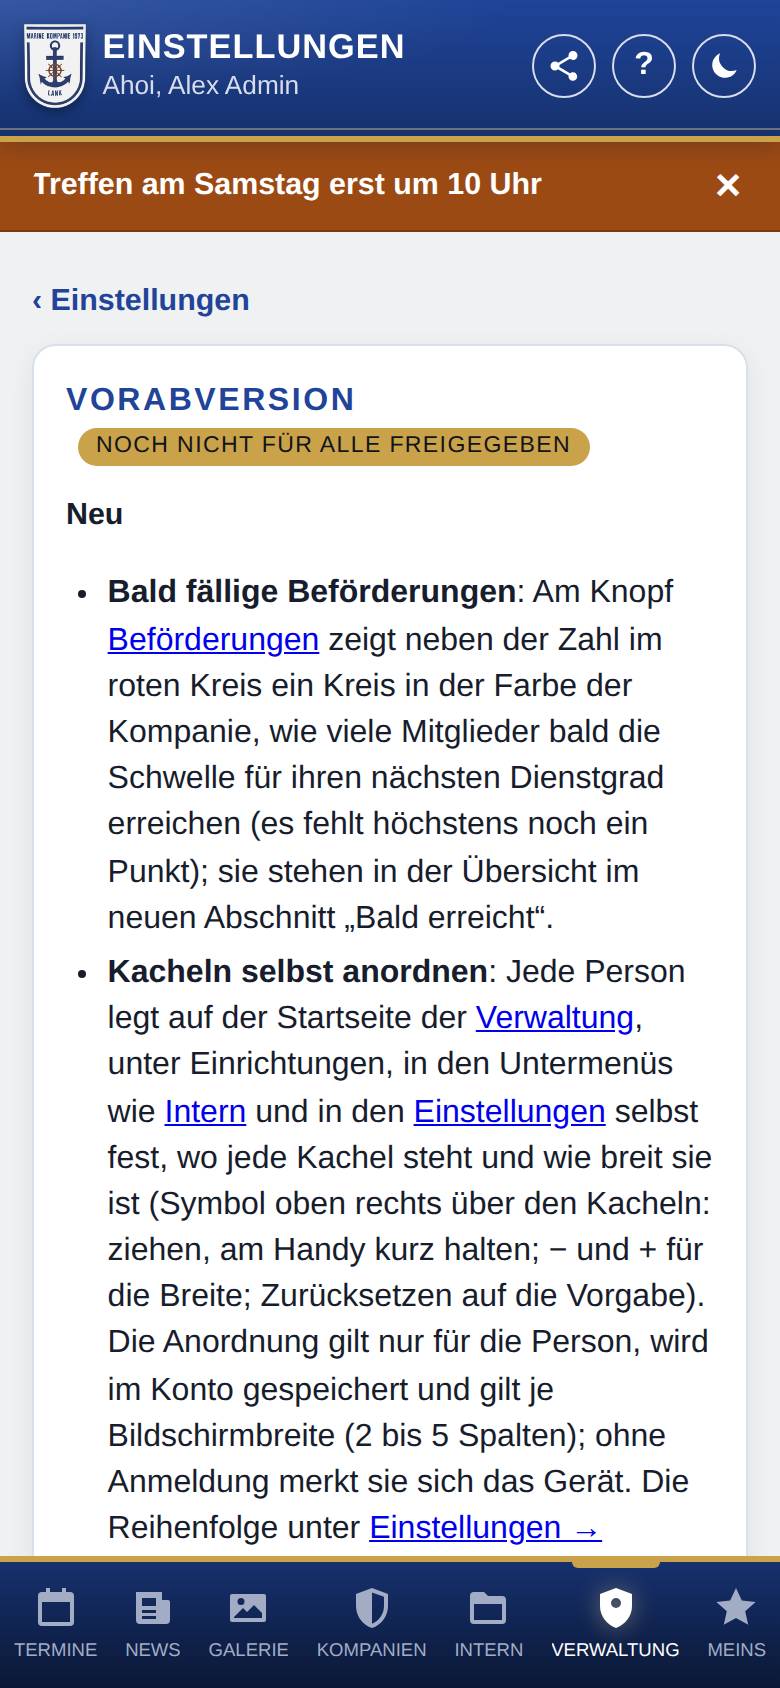 MARINE KOMPANIE 1973
LANK
EINSTELLUNGEN
Ahoi, Alex Admin
?
Treffen am Samstag erst um 10 Uhr
×
‹ Einstellungen
VORABVERSION
NOCH NICHT FÜR ALLE FREIGEGEBEN
Neu
• Bald fällige Beförderungen: Am Knopf
Beförderungen zeigt neben der Zahl im
roten Kreis ein Kreis in der Farbe der
Kompanie, wie viele Mitglieder bald die
Schwelle für ihren nächsten Dienstgrad
erreichen (es fehlt höchstens noch ein
Punkt); sie stehen in der Übersicht im
neuen Abschnitt „Bald erreicht“.
• Kacheln selbst anordnen: Jede Person
legt auf der Startseite der Verwaltung,
unter Einrichtungen, in den Untermenüs
wie Intern und in den Einstellungen selbst
fest, wo jede Kachel steht und wie breit sie
ist (Symbol oben rechts über den Kacheln:
ziehen, am Handy kurz halten; − und + für
die Breite; Zurücksetzen auf die Vorgabe).
Die Anordnung gilt nur für die Person, wird
im Konto gespeichert und gilt je
Bildschirmbreite (2 bis 5 Spalten); ohne
Anmeldung merkt sie sich das Gerät. Die
Reihenfolge unter Einstellungen →
TERMINE NEWS GALERIE KOMPANIEN INTERN VERWALTUNG MEINS